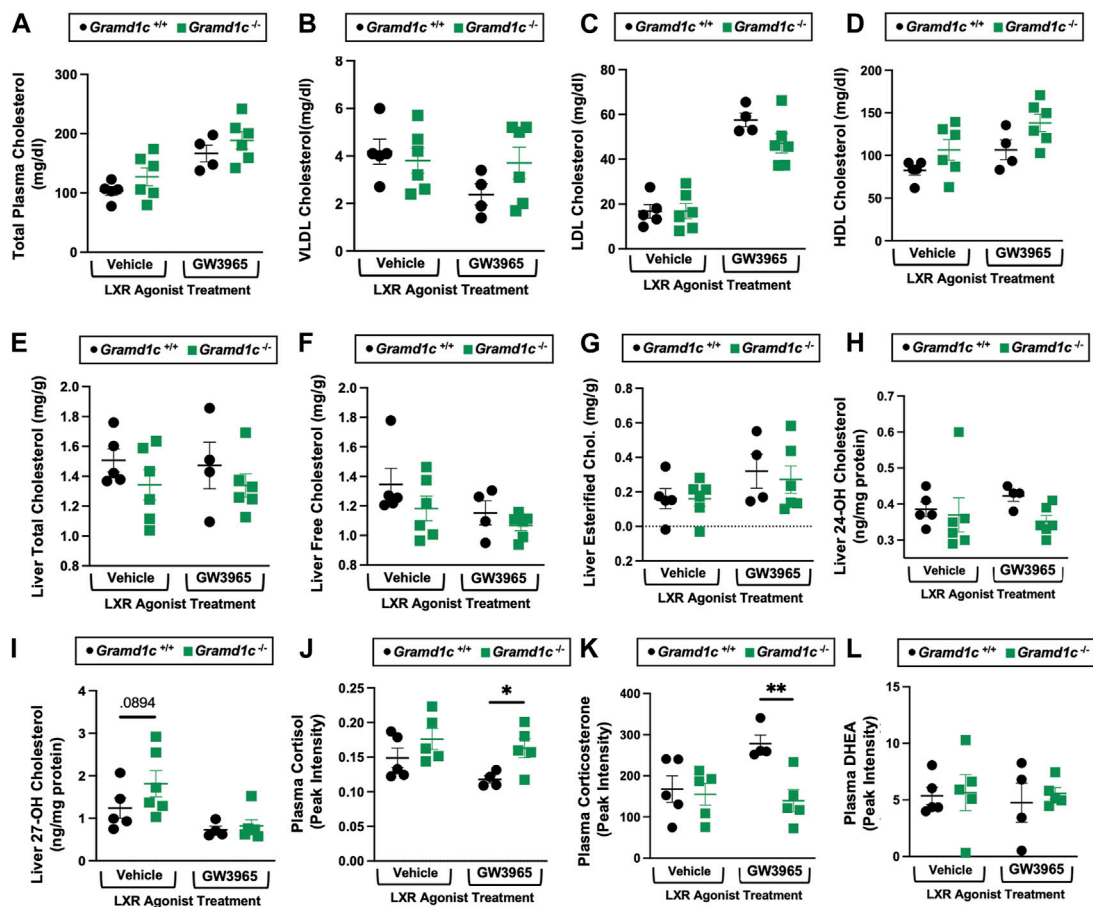 A
Gramd1c +/+ Gramd1c -/-
Total Plasma Cholesterol
(mg/dl)
300
200
100
0
Vehicle GW3965
LXR Agonist Treatment
B
Gramd1c +/+ Gramd1c -/-
VLDL Cholesterol(mg/dl)
8
6
4
2
0
Vehicle GW3965
LXR Agonist Treatment
C
Gramd1c +/+ Gramd1c -/-
LDL Cholesterol (mg/dl)
80
60
40
20
0
Vehicle GW3965
LXR Agonist Treatment
D
Gramd1c +/+ Gramd1c -/-
HDL Cholesterol (mg/dl)
200
150
100
50
0
Vehicle GW3965
LXR Agonist Treatment
E
Gramd1c +/+ Gramd1c -/-
Liver Total Cholesterol (mg/g)
2.0
1.8
1.6
1.4
1.2
1.0
0.8
Vehicle GW3965
LXR Agonist Treatment
F
Gramd1c +/+ Gramd1c -/-
Liver Free Cholesterol (mg/g)
2.0
1.8
1.6
1.4
1.2
1.0
0.8
Vehicle GW3965
LXR Agonist Treatment
G
Gramd1c +/+ Gramd1c -/-
Liver Esterified Chol. (mg/g)
0.8
0.6
0.4
0.2
0.0
0.2
Vehicle GW3965
LXR Agonist Treatment
H
Gramd1c +/+ Gramd1c -/-
Liver 24-OH Cholesterol
(ng/mg protein)
0.7
0.6
0.5
0.4
0.3
Vehicle GW3965
LXR Agonist Treatment
I
Gramd1c +/+ Gramd1c -/-
Liver 27-OH Cholesterol
(ng/mg protein)
4
3
2
1
0
.0894
Vehicle GW3965
LXR Agonist Treatment
J
Gramd1c +/+ Gramd1c -/-
Plasma Cortisol
(Peak Intensity)
0.25
0.20
0.15
0.10
0.05
0.00
*
Vehicle GW3965
LXR Agonist Treatment
K
Gramd1c +/+ Gramd1c -/-
Plasma Corticosterone
(Peak Intensity)
400
300
200
100
0
**
Vehicle GW3965
LXR Agonist Treatment
L
Gramd1c +/+ Gramd1c -/-
Plasma DHEA
(Peak Intensity)
15
10
5
0
Vehicle GW3965
LXR Agonist Treatment